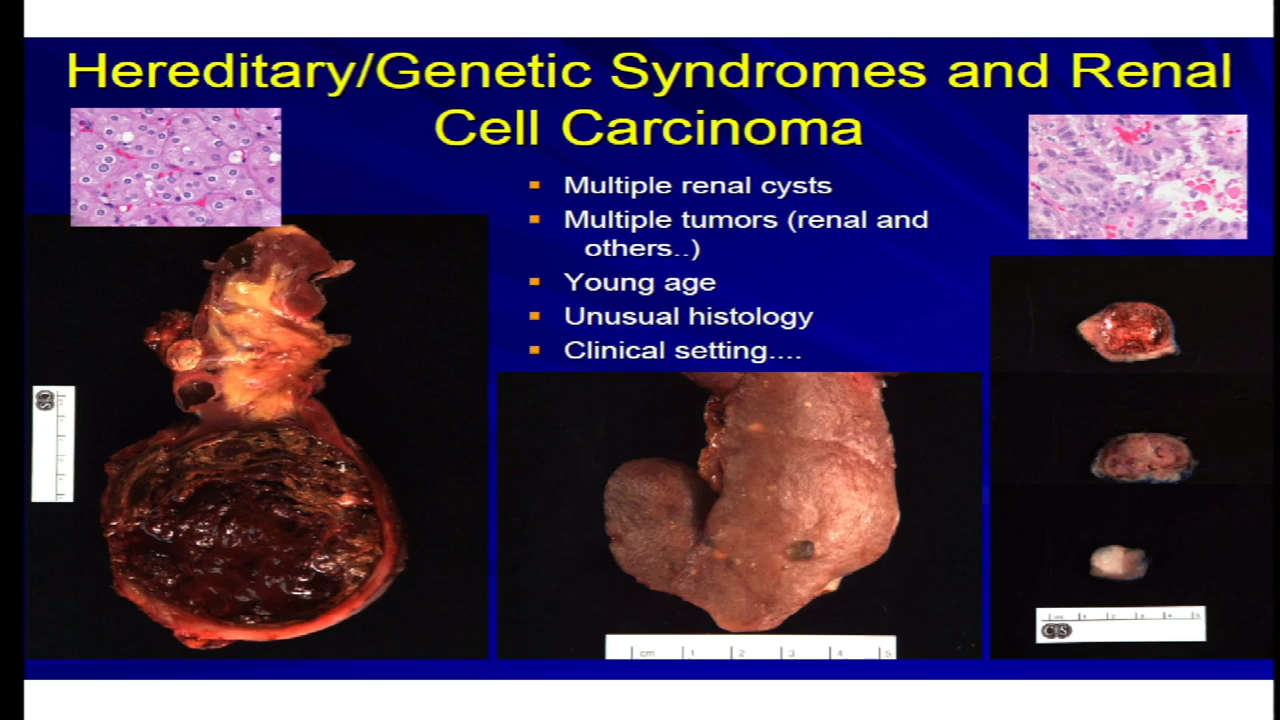 Hereditary/Genetic Syndromes and Renal
Cell Carcinoma
Multiple renal cysts
Multiple tumors (renal and
others..)
Young age
Unusual histology
Clinical setting....
cm 1 2 3 4 5